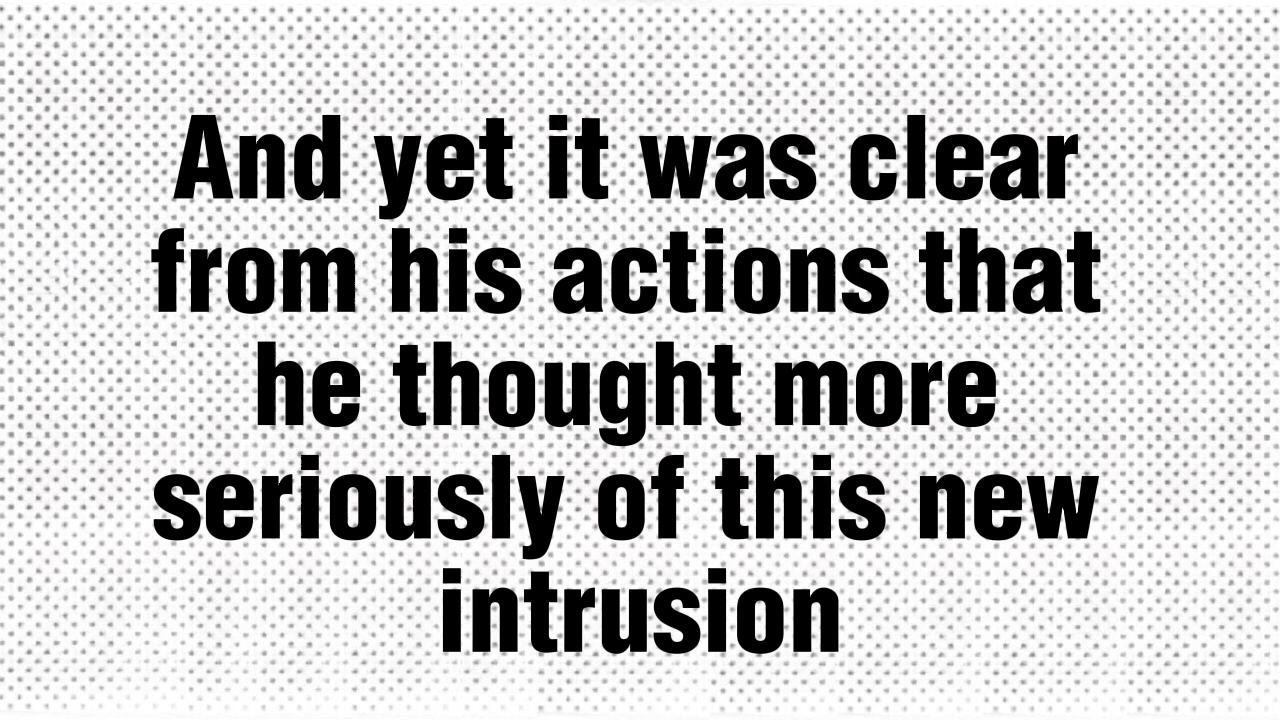 And yet it was clear
from his actions that
he thought more
seriously of this new
intrusion